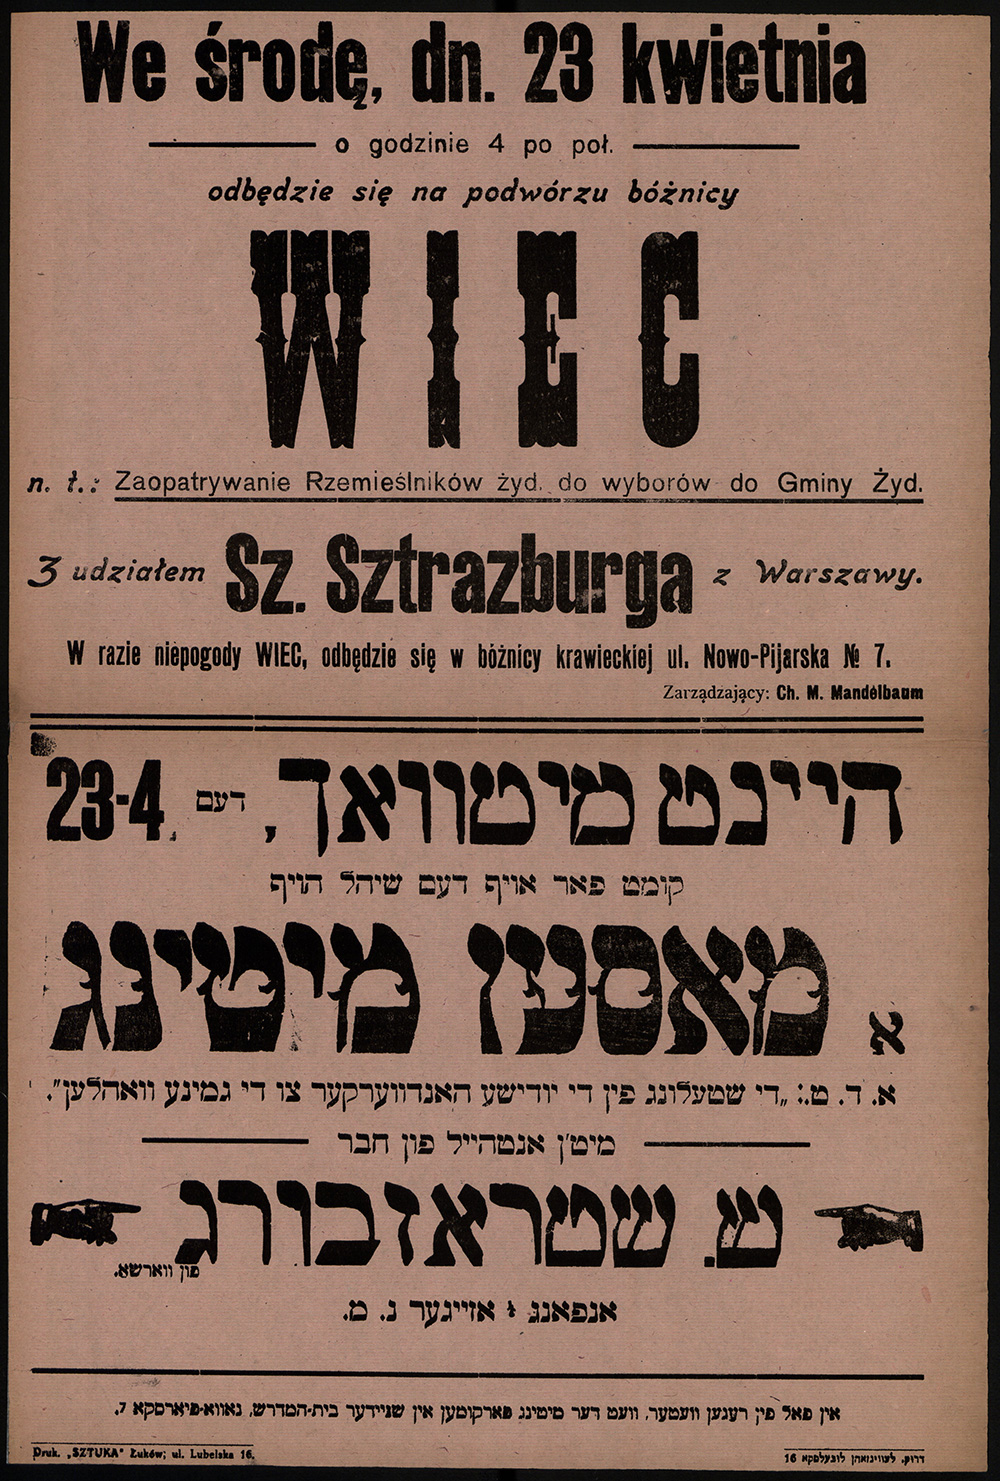 We środę, dn. 23 kwietnia
o godzinie 4 po poł.
odbędzie się na podwórzu bóżnicy
WIEC
n. t.: Zaopatrywanie Rzemieślników żyd. do wyborów do Gminy Żyd.
Z udziałem Sz. Sztrazburga z Warszawy.
W razie niepogody WIEC, odbędzie się w bóżnicy krawieckiej ul. Nowo-Pijarska № 7.
Zarządzający: Ch. M. Mandelbaum
היינט מיטוואך, דעם 23-4.
קומט פאר אויף דעם שיהל הויף
א מאסען מיטינג
א. ד. ט.: „די שטעלונג פין די יודישע האנדווערקער צו די גמינע וואהלען".
מיט'ן אנטהייל פון חבר
ש. שטראזבורג
פון ווארשא.
אנפאנג 4 אזייגער נ. מ.
אין פאל פין רעגען וועטער, וועט דער מיטינג פארקומען אין שניידער בית-המדרש, נאווא-פיארסקא 7.
Druk. „SZTUKA" Łuków, ul. Lubelska 16.
דרוק. לעווינזאהן לובעלסקא 16